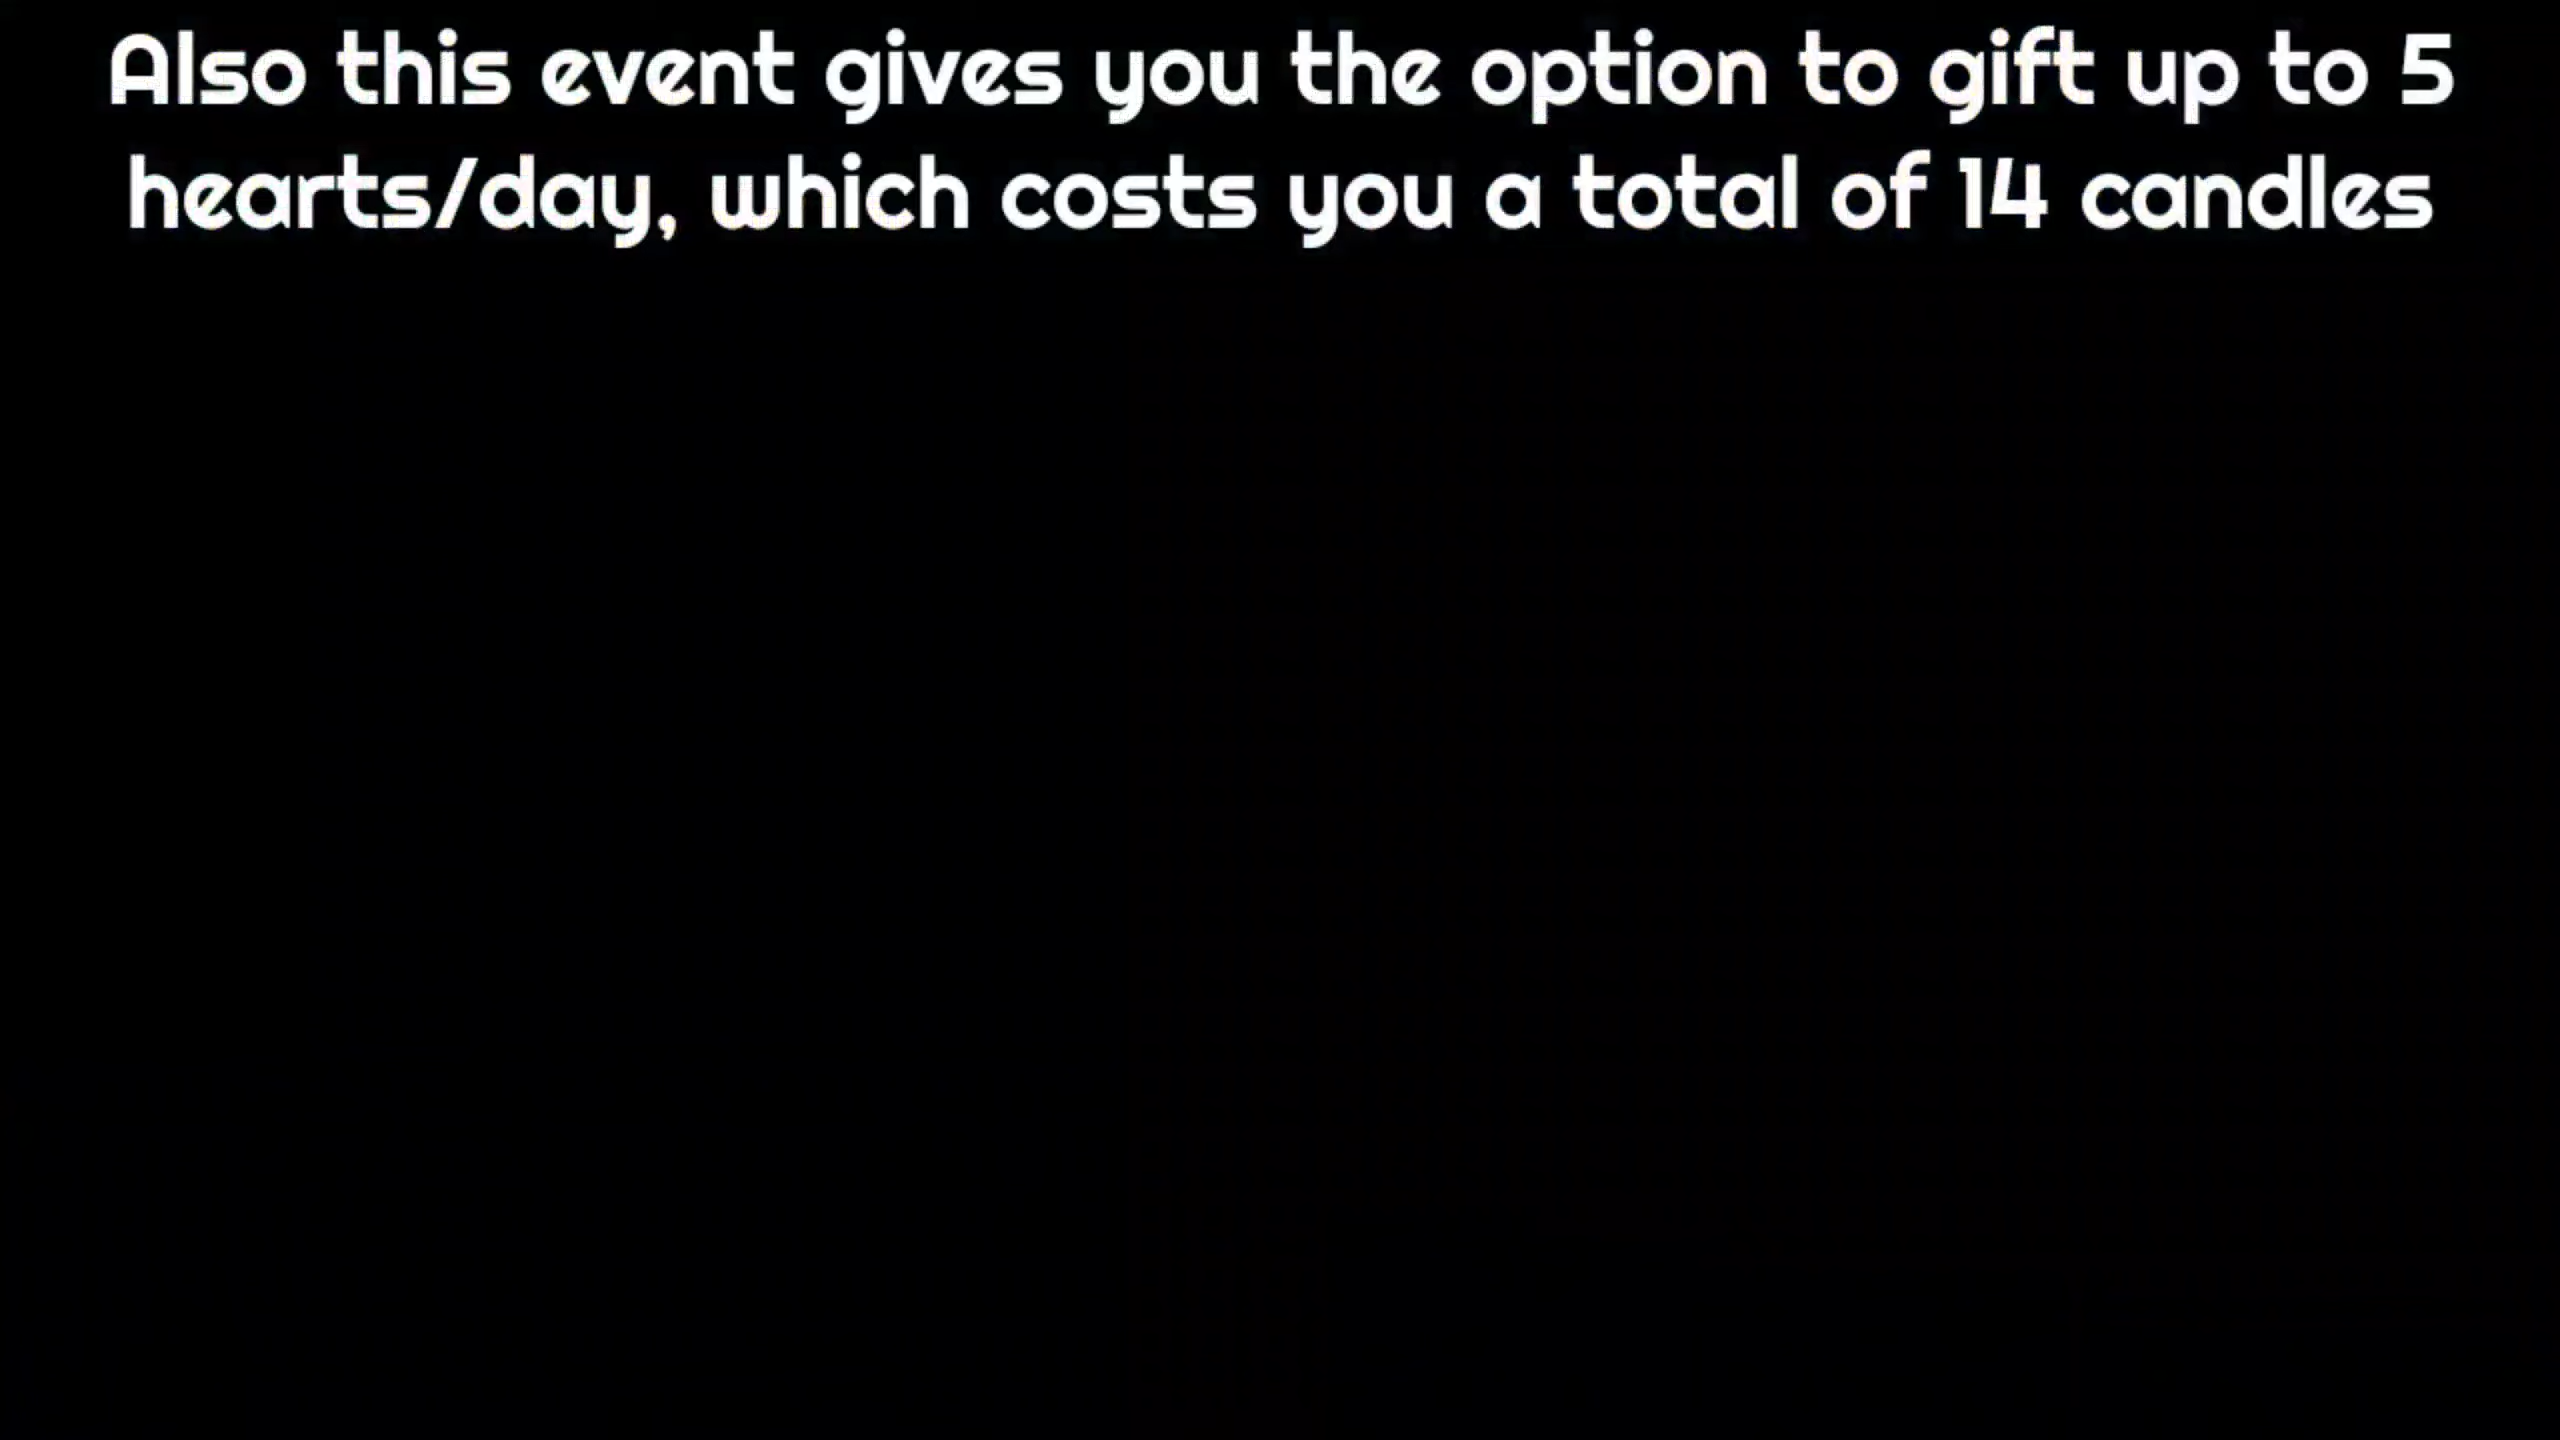 Also this event gives you the option to gift up to 5
hearts/day, which costs you a total of 14 candles